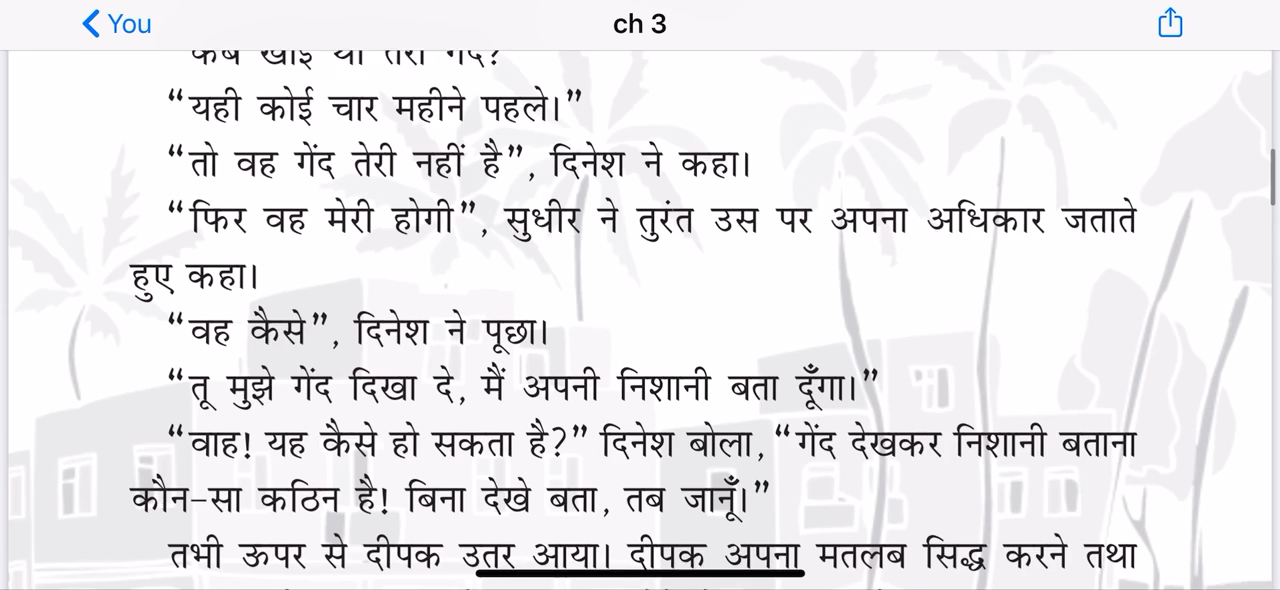 You
ch 3
“यही कोई चार महीने पहले।”
“तो वह गेंद तेरी नहीं है”, दिनेश ने कहा।
“फिर वह मेरी होगी”, सुधीर ने तुरंत उस पर अपना अधिकार जताते
हुए कहा।
“वह कैसे”, दिनेश ने पूछा।
“तू मुझे गेंद दिखा दे, मैं अपनी निशानी बता दूँगा।”
“वाह! यह कैसे हो सकता है?” दिनेश बोला, “गेंद देखकर निशानी बताना
कौन-सा कठिन है! बिना देखे बता, तब जानूँ।”
तभी ऊपर से दीपक उतर आया। दीपक अपना मतलब सिद्ध करने तथा